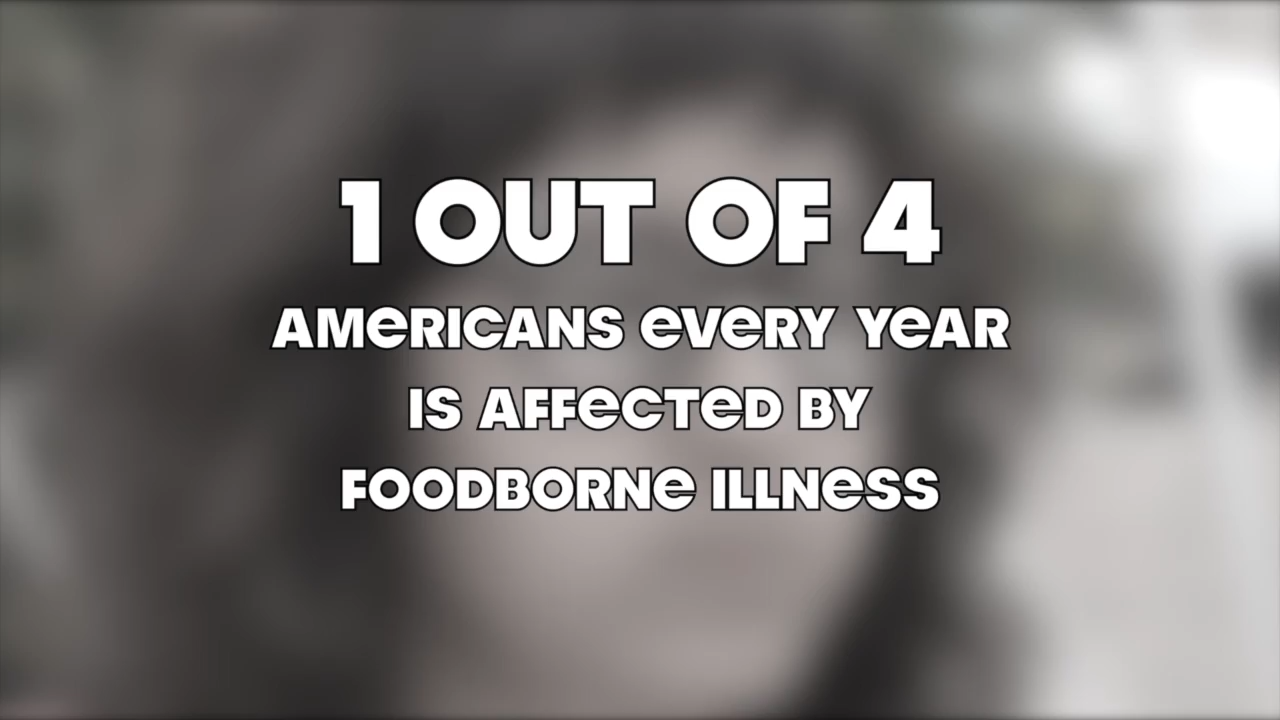 1 OUT OF 4
AMERICANS EVERY YEAR
IS AFFECTED BY
FOODBORNE ILLNESS